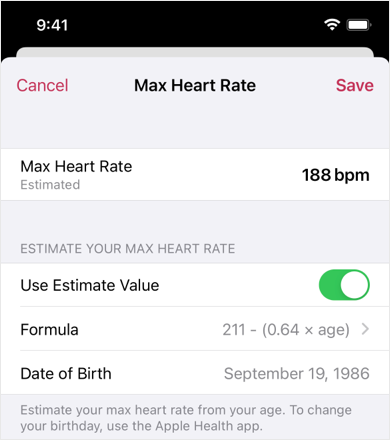 9:41
Cancel Max Heart Rate Save
Max Heart Rate 188 bpm
Estimated
ESTIMATE YOUR MAX HEART RATE
Use Estimate Value
Formula 211 - (0.64 × age)
Date of Birth September 19, 1986
Estimate your max heart rate from your age. To change
your birthday, use the Apple Health app.